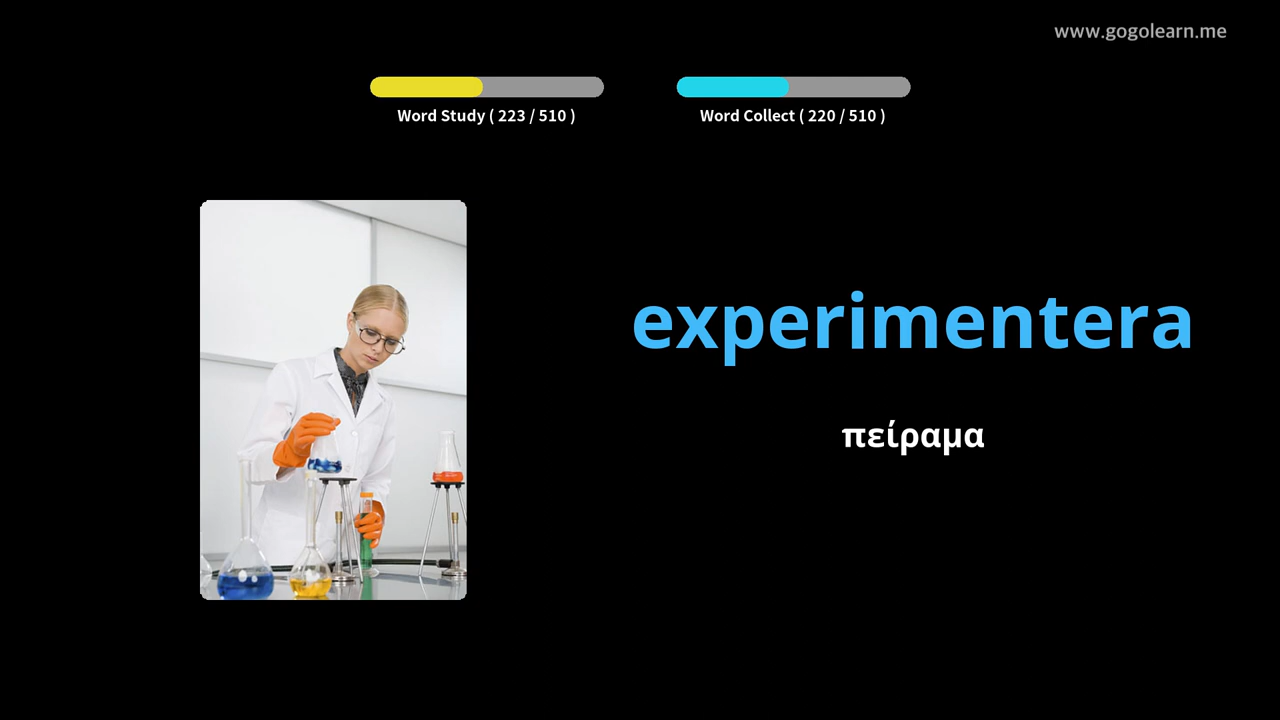 www.gogolearn.me
Word Study ( 223 / 510 )
Word Collect ( 220 / 510 )
experimentera
πείραμα